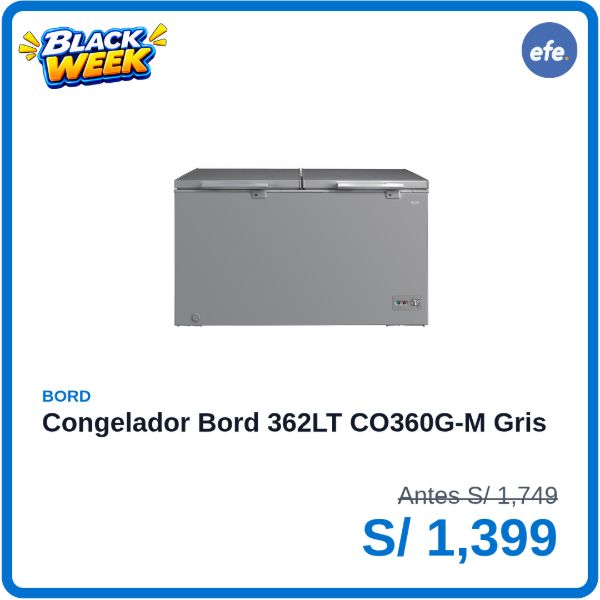 BLACK
WEEK
efe.
BORD
Congelador Bord 362LT CO360G-M Gris
Antes S/ 1,749
S/ 1,399